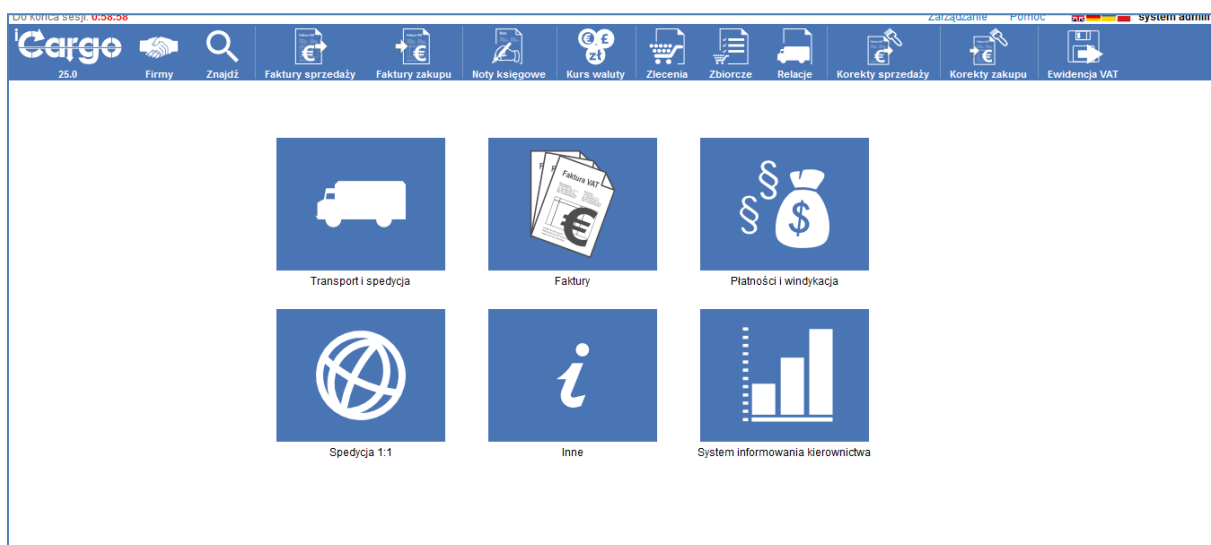 Do końca sesji: 0:58:58 Zarządzanie Pomoc system admin
iCargo
25.0 Firmy Znajdź Faktury sprzedaży Faktury zakupu Noty księgowe Kurs waluty Zlecenia Zbiorcze Relacje Korekty sprzedaży Korekty zakupu Ewidencja VAT
Faktura VAT
Transport i spedycja Faktury Płatności i windykacja
Spedycja 1:1 Inne System informowania kierownictwa